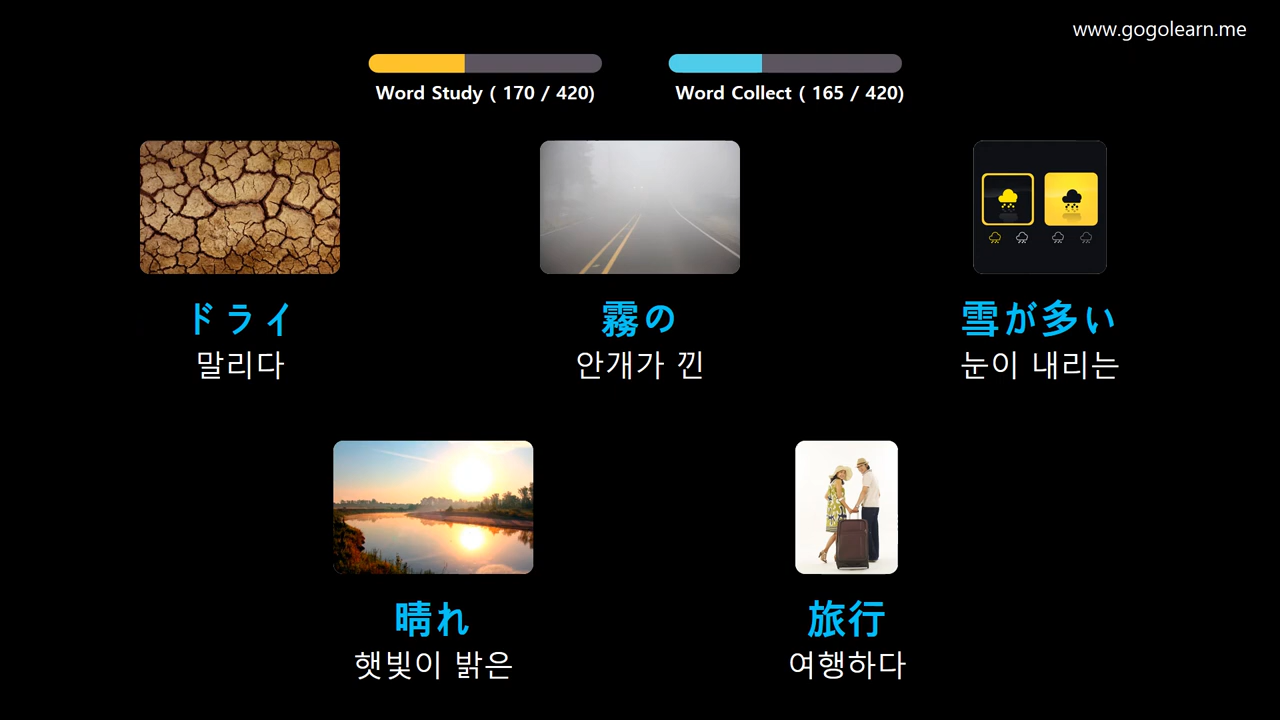 www.gogolearn.me
Word Study ( 170 / 420)
Word Collect ( 165 / 420)
ドライ
말리다
霧の
안개가 낀
雪が多い
눈이 내리는
晴れ
햇빛이 밝은
旅行
여행하다